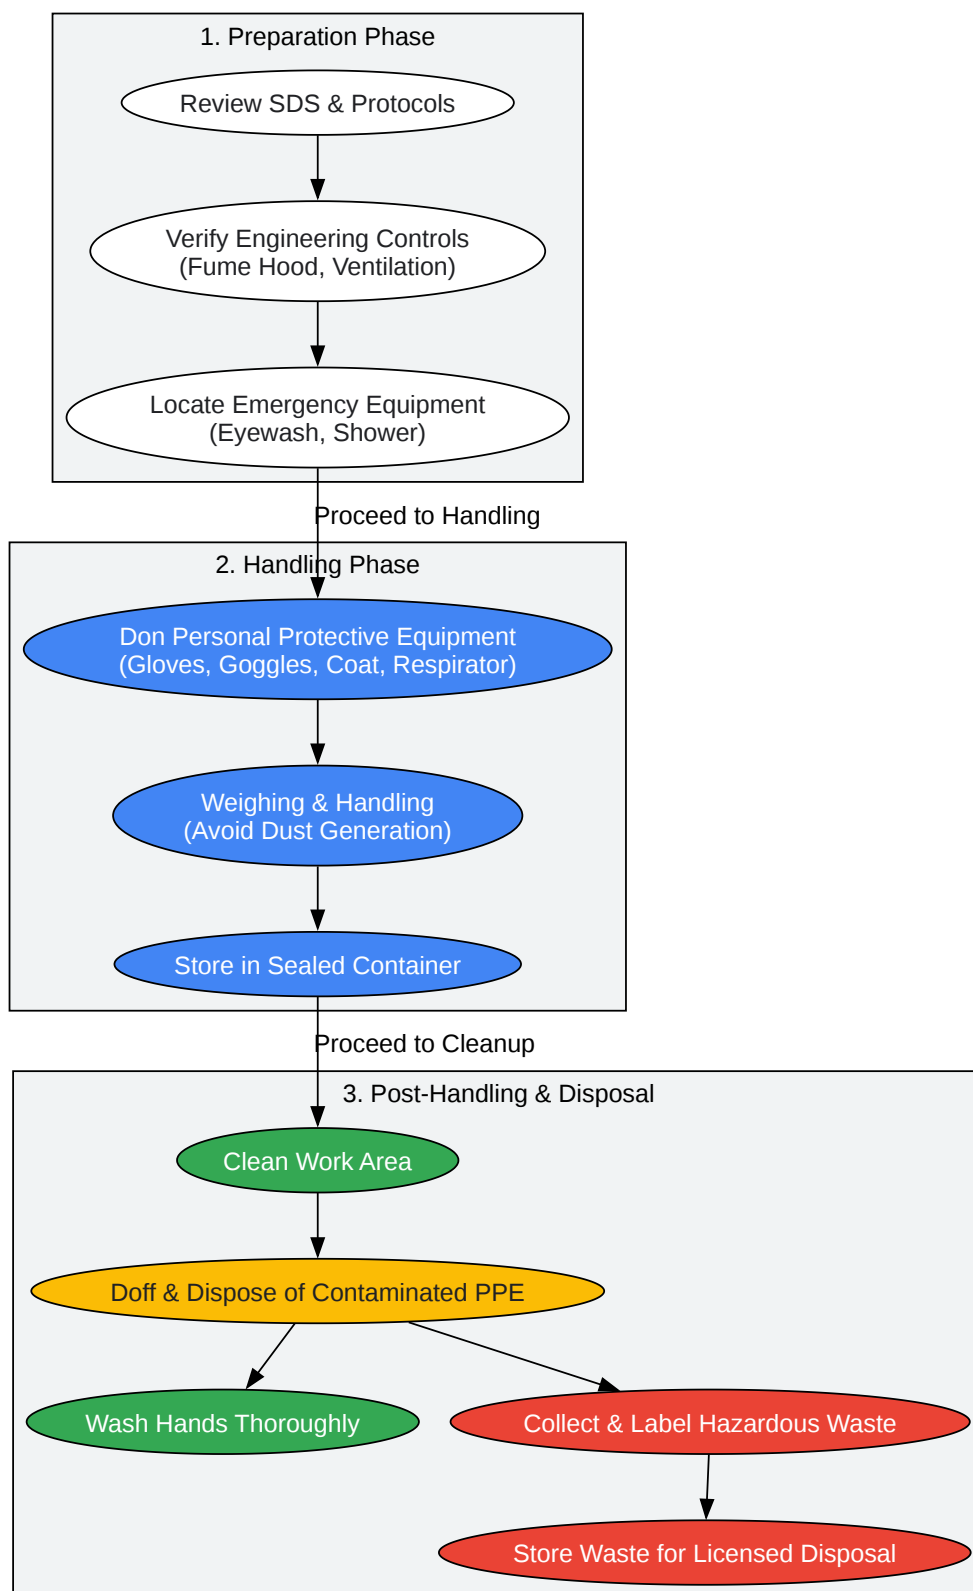 1. Preparation Phase
Review SDS & Protocols
Verify Engineering Controls
(Fume Hood, Ventilation)
Locate Emergency Equipment
(Eyewash, Shower)
Proceed to Handling
2. Handling Phase
Don Personal Protective Equipment
(Gloves, Goggles, Coat, Respirator)
Weighing & Handling
(Avoid Dust Generation)
Store in Sealed Container
Proceed to Cleanup
3. Post-Handling & Disposal
Clean Work Area
Doff & Dispose of Contaminated PPE
Wash Hands Thoroughly
Collect & Label Hazardous Waste
Store Waste for Licensed Disposal